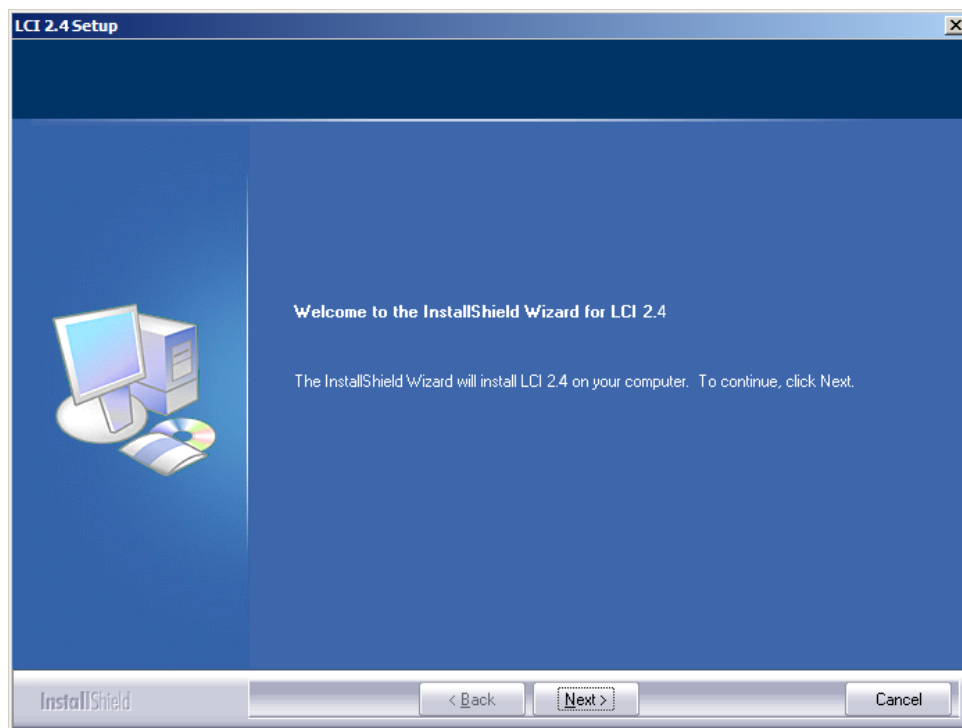 LCI 2.4 Setup
Welcome to the InstallShield Wizard for LCI 2.4
The InstallShield Wizard will install LCI 2.4 on your computer. To continue, click Next.
InstallShield
< Back
Next >
Cancel